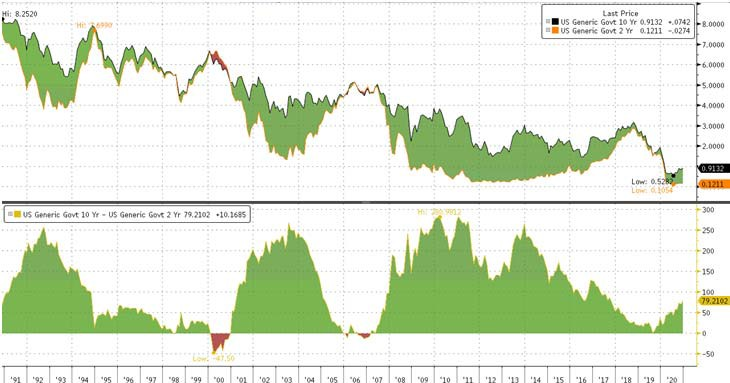 Hi: 8.2520
Hi: 7.6990
Last Price
US Generic Govt 10 Yr 0.9132 +.0742
US Generic Govt 2 Yr 0.1211 -.0274
8.0000
7.0000
6.0000
5.0000
4.0000
2.0000
0.9132
0.1211
Low: 0.5282
Low: 0.1054
US Generic Govt 10 Yr - US Generic Govt 2 Yr 79.2102 +10.1685
300
250
200
150
100
79.2102
50
0
-50
Low: -47.50
'91 '92 '93 '94 '95 '96 '97 '98 '99 '00 '01 '02 '03 '04 '05 '06 '07 '08 '09 '10 '11 '12 '13 '14 '15 '16 '17 '18 '19 '20